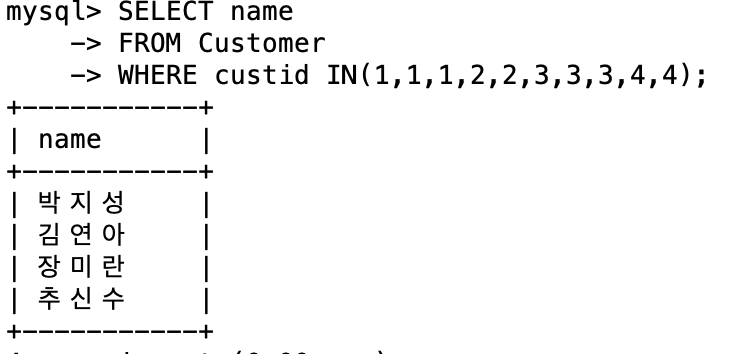 mysql> SELECT name
    -> FROM Customer
    -> WHERE custid IN(1,1,1,2,2,3,3,3,4,4);
+-----------+
| name      |
+-----------+
| 박지성    |
| 김연아    |
| 장미란    |
| 추신수    |
+-----------+